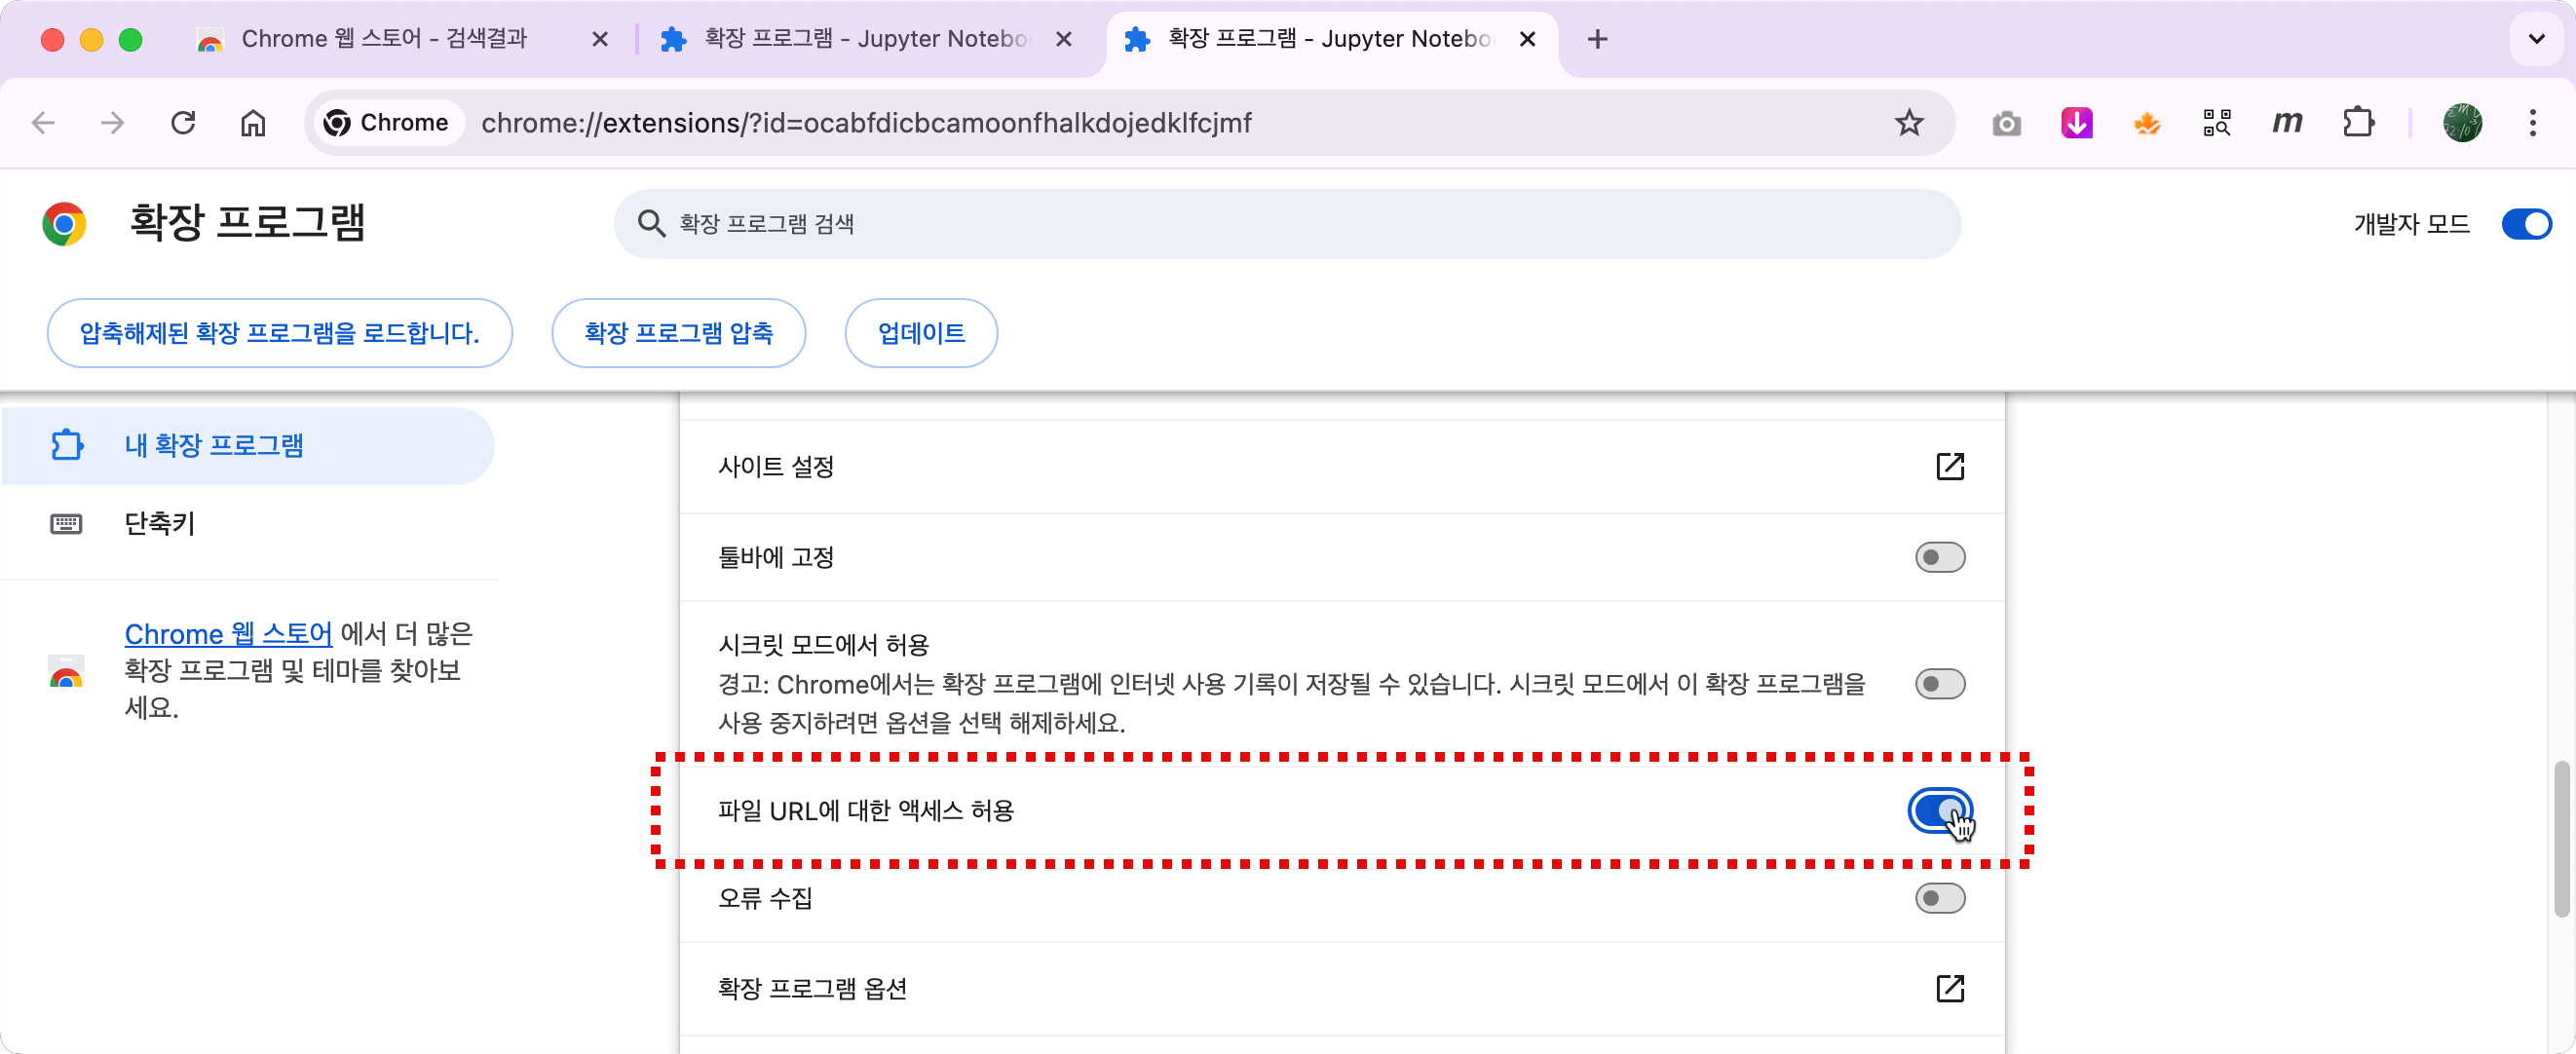 Chrome 웹 스토어 - 검색결과
확장 프로그램 - Jupyter Notebo
확장 프로그램 - Jupyter Notebo
Chrome
chrome://extensions/?id=ocabfdicbcamoonfhalkdojedklfcjmf
m
확장 프로그램
확장 프로그램 검색
개발자 모드
압축해제된 확장 프로그램을 로드합니다.
확장 프로그램 압축
업데이트
내 확장 프로그램
단축키
Chrome 웹 스토어 에서 더 많은
확장 프로그램 및 테마를 찾아보
세요.
사이트 설정
툴바에 고정
시크릿 모드에서 허용
경고: Chrome에서는 확장 프로그램에 인터넷 사용 기록이 저장될 수 있습니다. 시크릿 모드에서 이 확장 프로그램을
사용 중지하려면 옵션을 선택 해제하세요.
파일 URL에 대한 액세스 허용
오류 수집
확장 프로그램 옵션